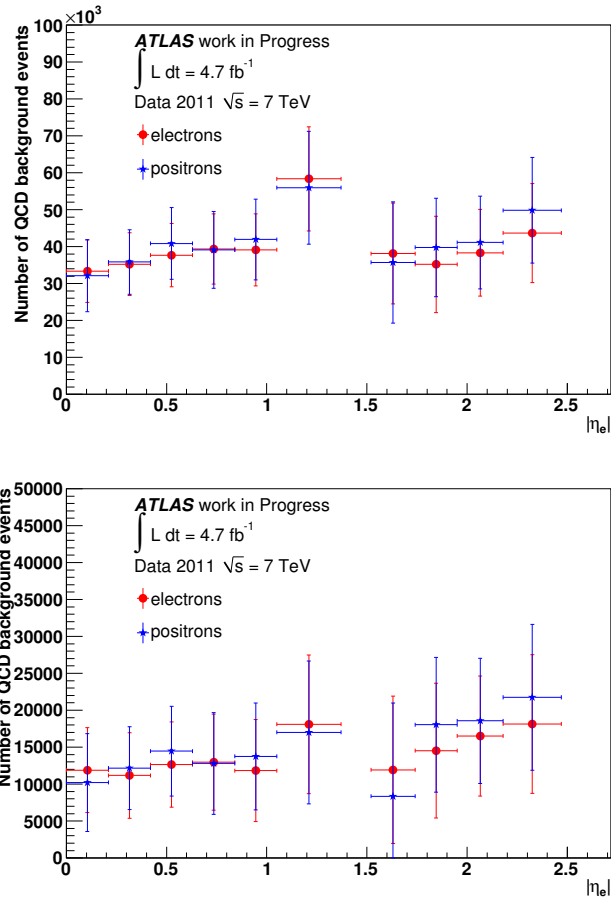 ×10³
100
90
80
70
60
50
40
30
20
10
0
Number of QCD background events
ATLAS work in Progress
∫ L dt = 4.7 fb⁻¹
Data 2011 √s = 7 TeV
electrons
positrons
0 0.5 1 1.5 2 2.5
|ηe|
50000
45000
40000
35000
30000
25000
20000
15000
10000
5000
0
Number of QCD background events
ATLAS work in Progress
∫ L dt = 4.7 fb⁻¹
Data 2011 √s = 7 TeV
electrons
positrons
0 0.5 1 1.5 2 2.5
|ηe|